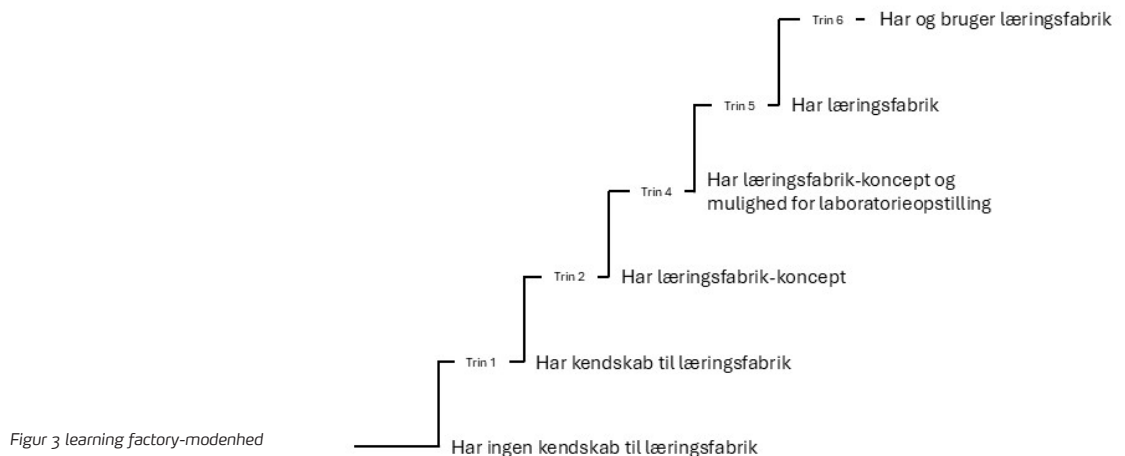 Trin 6 Har og bruger læringsfabrik
Trin 5 Har læringsfabrik
Trin 4 Har læringsfabrik-koncept og
mulighed for laboratorieopstilling
Trin 2 Har læringsfabrik-koncept
Trin 1 Har kendskab til læringsfabrik
Figur 3 learning factory-modenhed
Har ingen kendskab til læringsfabrik